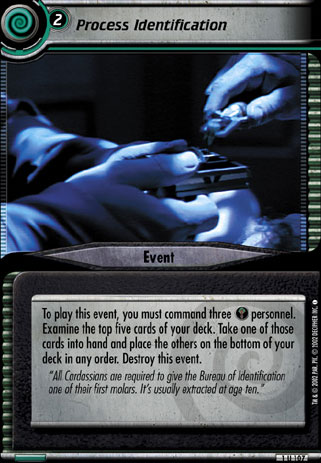 2 Process Identification
Event
To play this event, you must command three personnel.
Examine the top five cards of your deck. Take one of those
cards into hand and place the others on the bottom of your
deck in any order. Destroy this event.
"All Cardassians are required to give the Bureau of Identification
one of their first molars. It's usually extracted at age ten."
TM & © 2002 PAR. PIC. © 2002 DECIPHER INC.
1 U 107